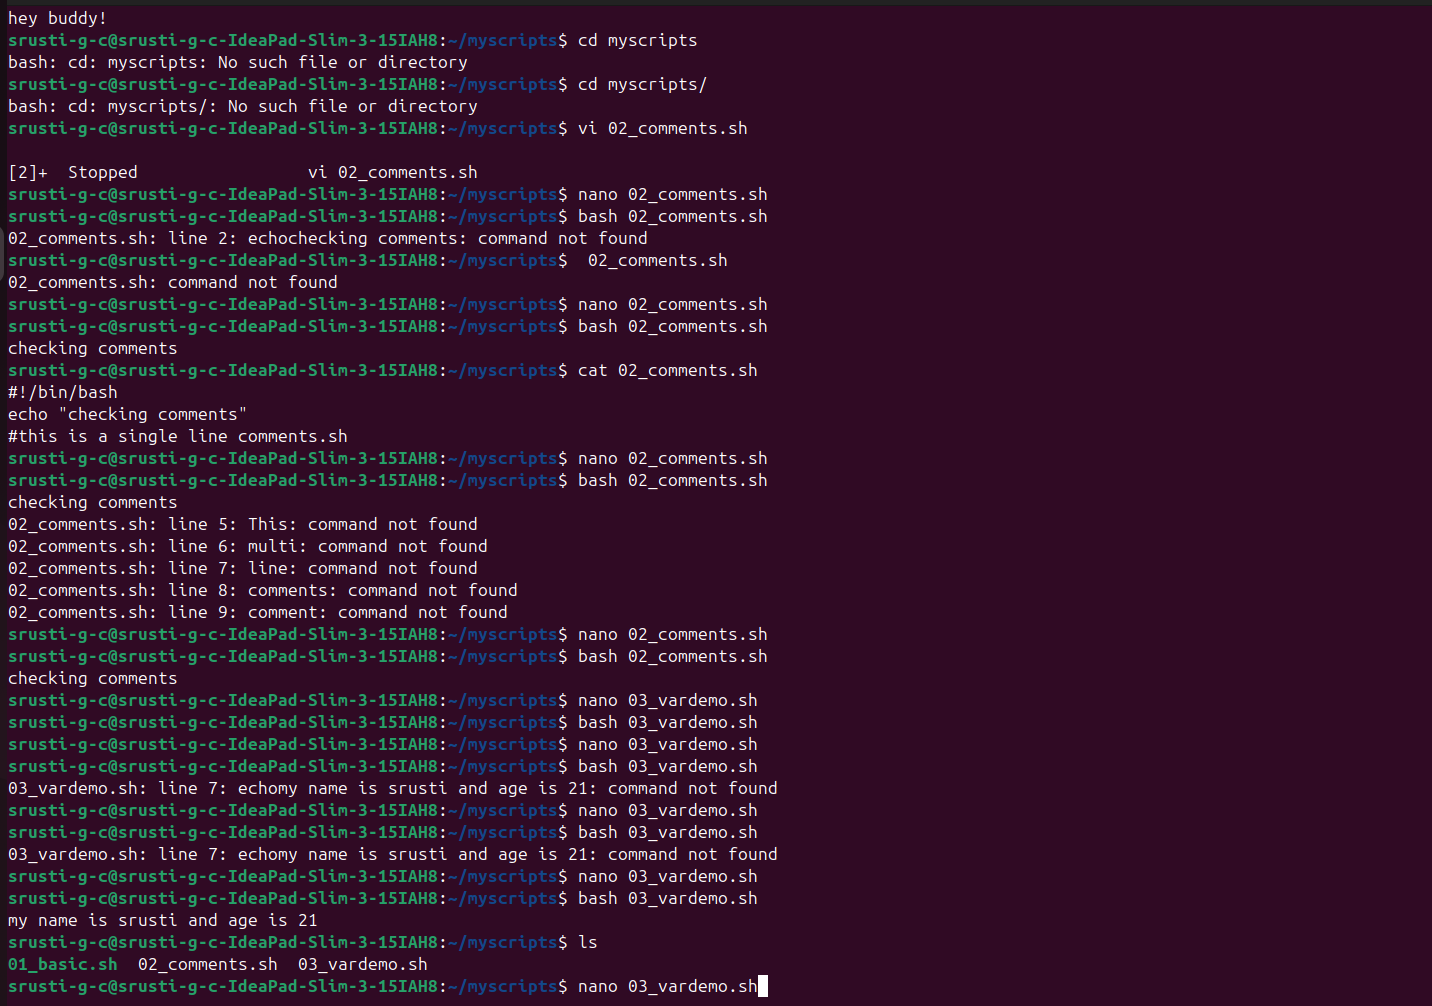 hey buddy!
srusti-g-c@srusti-g-c-IdeaPad-Slim-3-15IAH8:~/myscripts$ cd myscripts
bash: cd: myscripts: No such file or directory
srusti-g-c@srusti-g-c-IdeaPad-Slim-3-15IAH8:~/myscripts$ cd myscripts/
bash: cd: myscripts/: No such file or directory
srusti-g-c@srusti-g-c-IdeaPad-Slim-3-15IAH8:~/myscripts$ vi 02_comments.sh

[2]+  Stopped                 vi 02_comments.sh
srusti-g-c@srusti-g-c-IdeaPad-Slim-3-15IAH8:~/myscripts$ nano 02_comments.sh
srusti-g-c@srusti-g-c-IdeaPad-Slim-3-15IAH8:~/myscripts$ bash 02_comments.sh
02_comments.sh: line 2: echochecking comments: command not found
srusti-g-c@srusti-g-c-IdeaPad-Slim-3-15IAH8:~/myscripts$  02_comments.sh
02_comments.sh: command not found
srusti-g-c@srusti-g-c-IdeaPad-Slim-3-15IAH8:~/myscripts$ nano 02_comments.sh
srusti-g-c@srusti-g-c-IdeaPad-Slim-3-15IAH8:~/myscripts$ bash 02_comments.sh
checking comments
srusti-g-c@srusti-g-c-IdeaPad-Slim-3-15IAH8:~/myscripts$ cat 02_comments.sh
#!/bin/bash
echo "checking comments"
#this is a single line comments.sh
srusti-g-c@srusti-g-c-IdeaPad-Slim-3-15IAH8:~/myscripts$ nano 02_comments.sh
srusti-g-c@srusti-g-c-IdeaPad-Slim-3-15IAH8:~/myscripts$ bash 02_comments.sh
checking comments
02_comments.sh: line 5: This: command not found
02_comments.sh: line 6: multi: command not found
02_comments.sh: line 7: line: command not found
02_comments.sh: line 8: comments: command not found
02_comments.sh: line 9: comment: command not found
srusti-g-c@srusti-g-c-IdeaPad-Slim-3-15IAH8:~/myscripts$ nano 02_comments.sh
srusti-g-c@srusti-g-c-IdeaPad-Slim-3-15IAH8:~/myscripts$ bash 02_comments.sh
checking comments
srusti-g-c@srusti-g-c-IdeaPad-Slim-3-15IAH8:~/myscripts$ nano 03_vardemo.sh
srusti-g-c@srusti-g-c-IdeaPad-Slim-3-15IAH8:~/myscripts$ bash 03_vardemo.sh
srusti-g-c@srusti-g-c-IdeaPad-Slim-3-15IAH8:~/myscripts$ nano 03_vardemo.sh
srusti-g-c@srusti-g-c-IdeaPad-Slim-3-15IAH8:~/myscripts$ bash 03_vardemo.sh
03_vardemo.sh: line 7: echomy name is srusti and age is 21: command not found
srusti-g-c@srusti-g-c-IdeaPad-Slim-3-15IAH8:~/myscripts$ nano 03_vardemo.sh
srusti-g-c@srusti-g-c-IdeaPad-Slim-3-15IAH8:~/myscripts$ bash 03_vardemo.sh
03_vardemo.sh: line 7: echomy name is srusti and age is 21: command not found
srusti-g-c@srusti-g-c-IdeaPad-Slim-3-15IAH8:~/myscripts$ nano 03_vardemo.sh
srusti-g-c@srusti-g-c-IdeaPad-Slim-3-15IAH8:~/myscripts$ bash 03_vardemo.sh
my name is srusti and age is 21
srusti-g-c@srusti-g-c-IdeaPad-Slim-3-15IAH8:~/myscripts$ ls
01_basic.sh  02_comments.sh  03_vardemo.sh
srusti-g-c@srusti-g-c-IdeaPad-Slim-3-15IAH8:~/myscripts$ nano 03_vardemo.sh